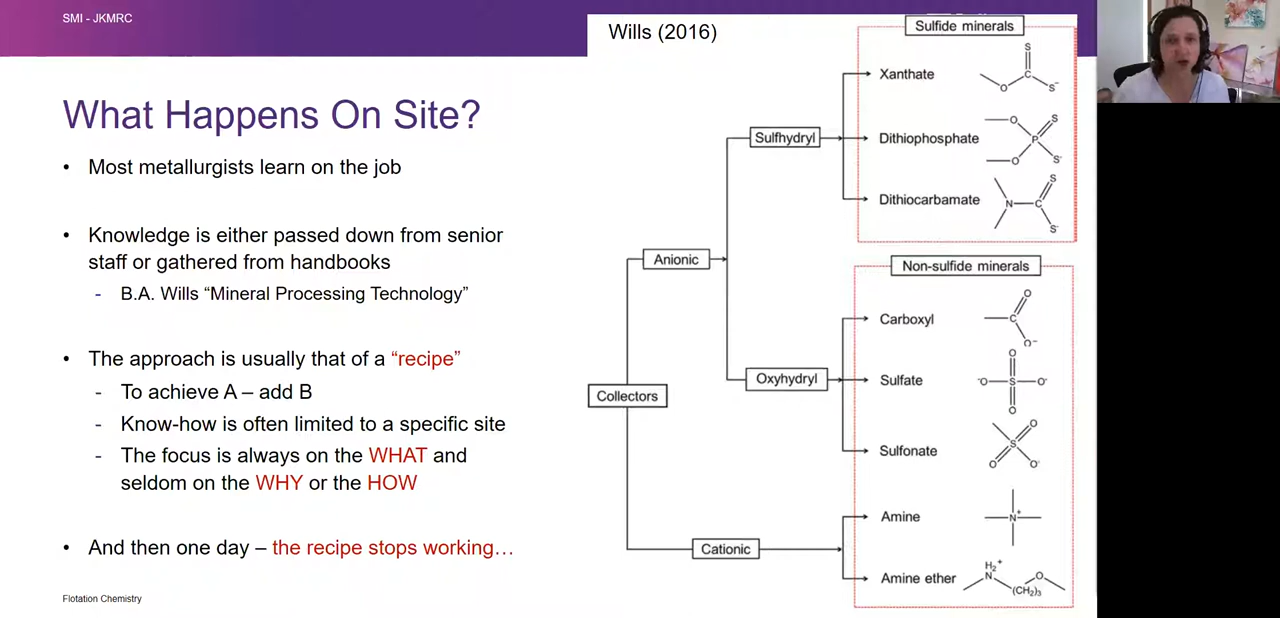 SMI - JKMRC
What Happens On Site?
• Most metallurgists learn on the job
• Knowledge is either passed down from senior
staff or gathered from handbooks
- B.A. Wills “Mineral Processing Technology”
• The approach is usually that of a “recipe”
- To achieve A – add B
- Know-how is often limited to a specific site
- The focus is always on the WHAT and
seldom on the WHY or the HOW
• And then one day – the recipe stops working…
Flotation Chemistry
Wills (2016)
Collectors
Anionic
Sulfhydryl
Sulfide minerals
Xanthate
S
C
O
S⁻
Dithiophosphate
O
S
P
O
S⁻
Dithiocarbamate
S
N
C
S⁻
Oxyhydryl
Non-sulfide minerals
Carboxyl
O
C
O⁻
Sulfate
O
⁻O
S
O⁻
O
Sulfonate
O
S
O
O⁻
Cationic
Amine
N⁺
Amine ether
H₂⁺
N
O
(CH₂)₃